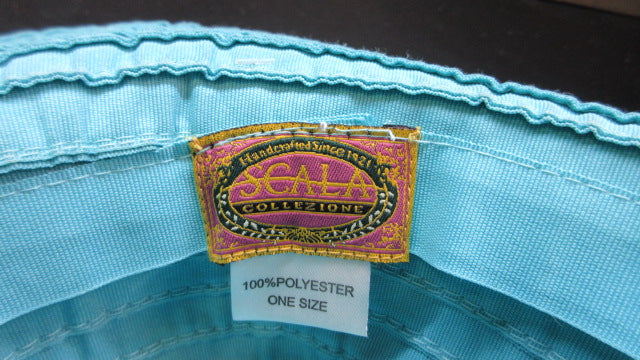 Handcrafted Since 1921
SCALA
COLLEZIONE
100%POLYESTER
ONE SIZE